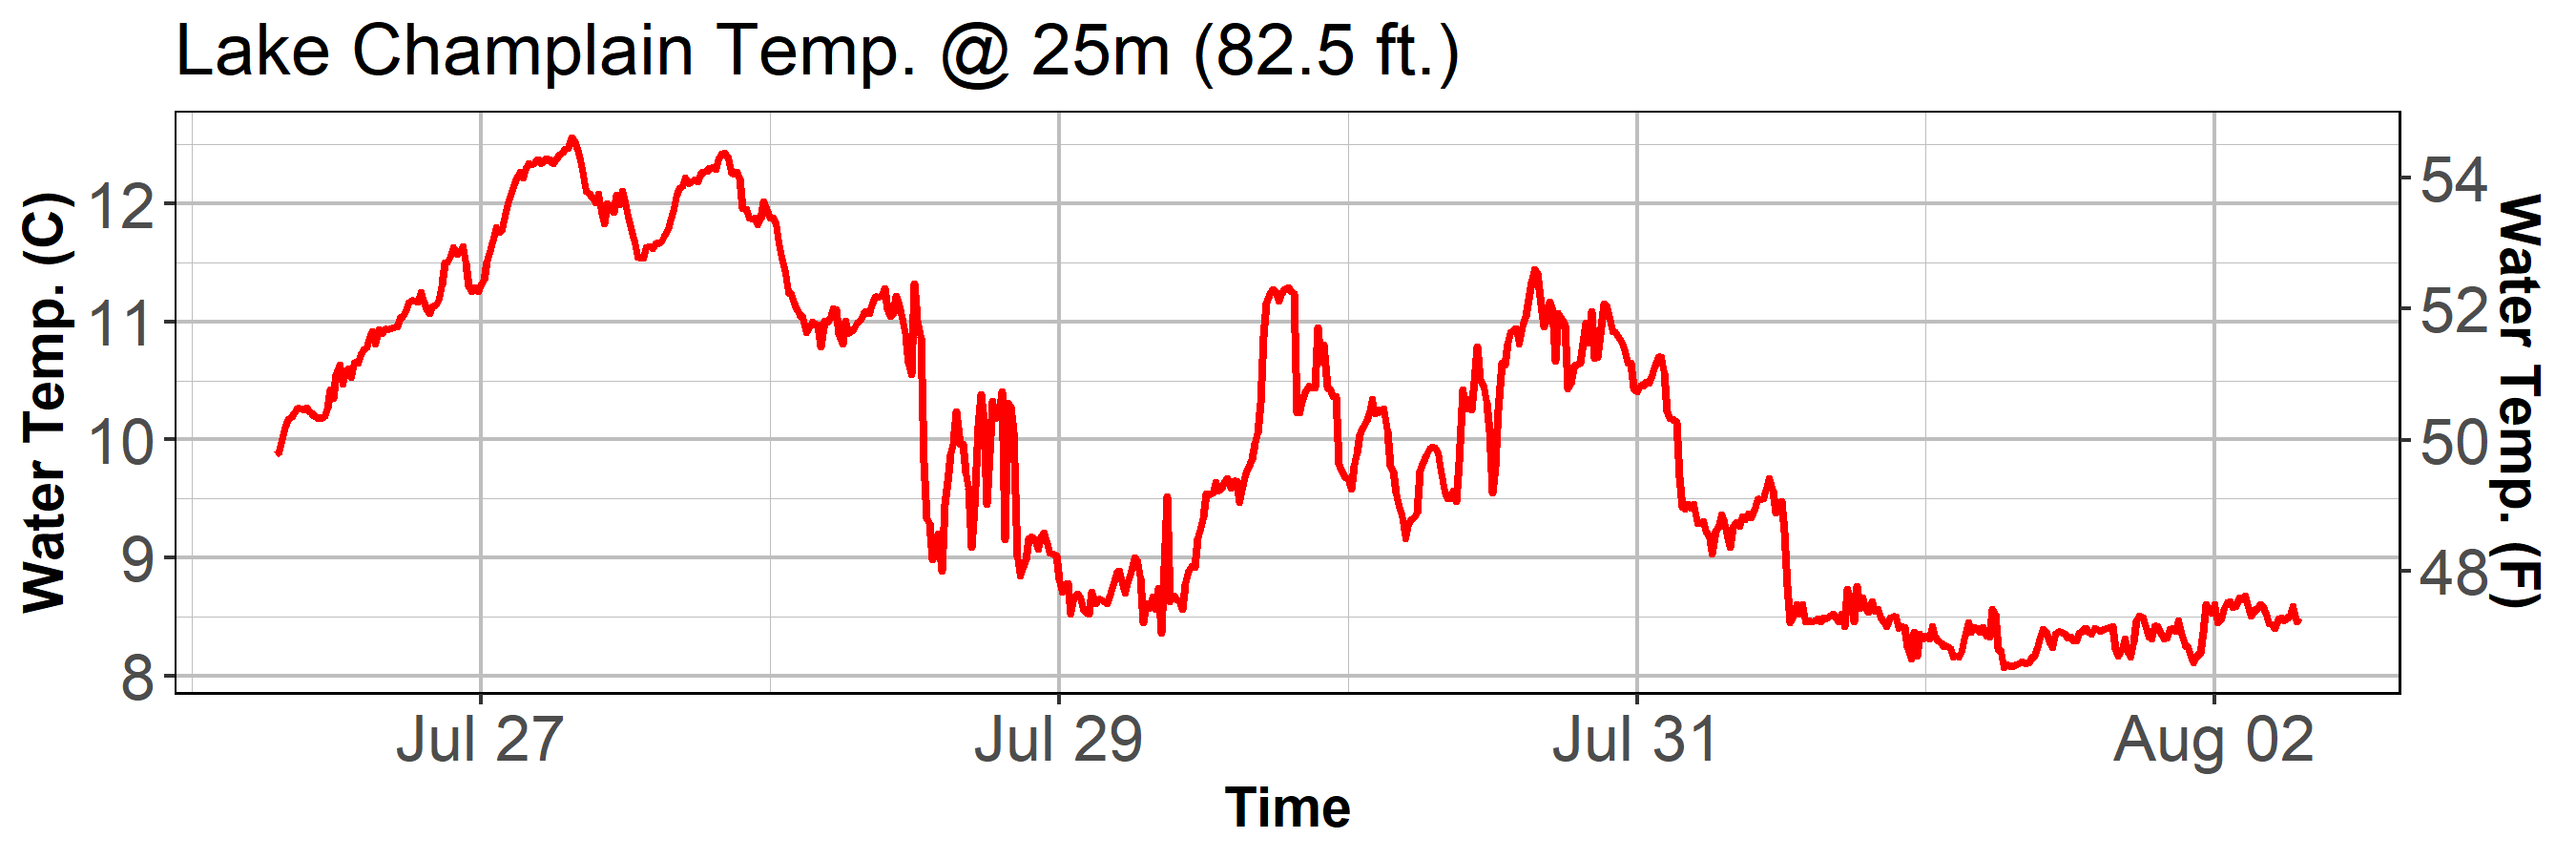 Lake Champlain Temp. @ 25m (82.5 ft.)
Water Temp. (C)
12
11
10
9
8
54
52
50
48
Water Temp. (F)
Jul 27
Jul 29
Jul 31
Aug 02
Time